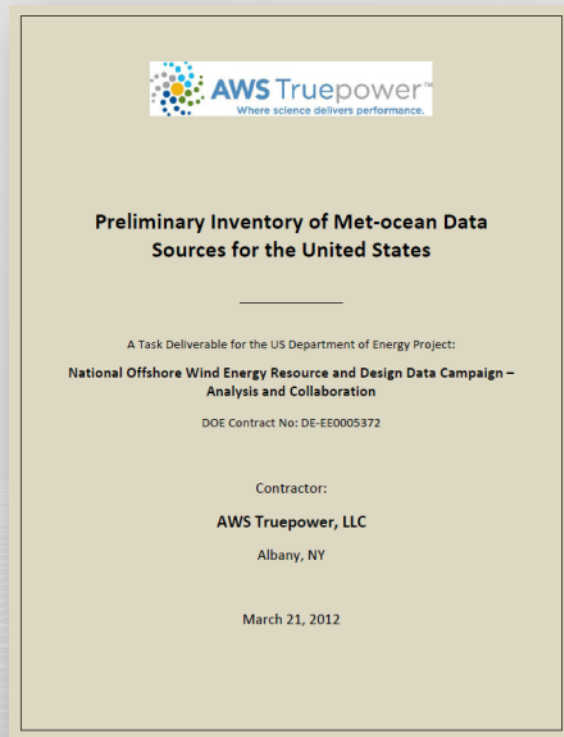 AWS Truepower™
Where science delivers performance.
Preliminary Inventory of Met-ocean Data
Sources for the United States
A Task Deliverable for the US Department of Energy Project:
National Offshore Wind Energy Resource and Design Data Campaign –
Analysis and Collaboration
DOE Contract No: DE-EE0005372
Contractor:
AWS Truepower, LLC
Albany, NY
March 21, 2012